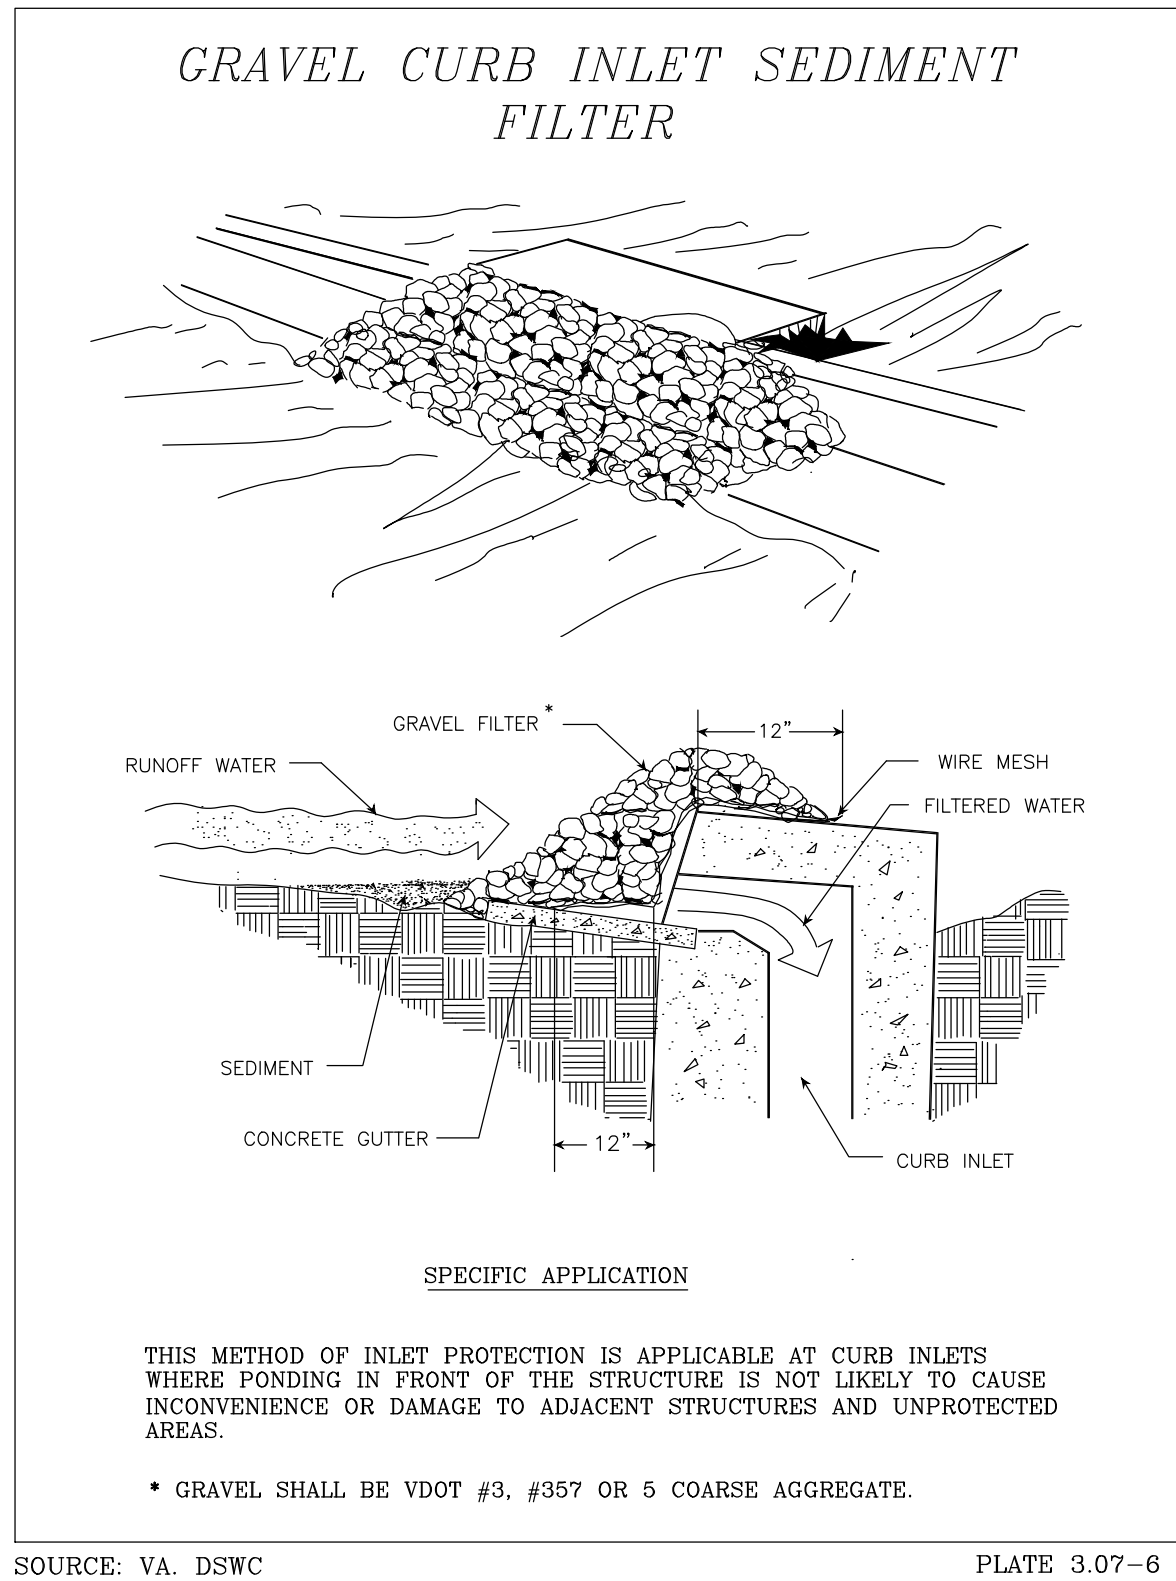 GRAVEL CURB INLET SEDIMENT
FILTER
GRAVEL FILTER *
12"
RUNOFF WATER
WIRE MESH
FILTERED WATER
SEDIMENT
CONCRETE GUTTER
12"
CURB INLET
SPECIFIC APPLICATION
THIS METHOD OF INLET PROTECTION IS APPLICABLE AT CURB INLETS
WHERE PONDING IN FRONT OF THE STRUCTURE IS NOT LIKELY TO CAUSE
INCONVENIENCE OR DAMAGE TO ADJACENT STRUCTURES AND UNPROTECTED
AREAS.
* GRAVEL SHALL BE VDOT #3, #357 OR 5 COARSE AGGREGATE.
SOURCE: VA. DSWC
PLATE 3.07-6